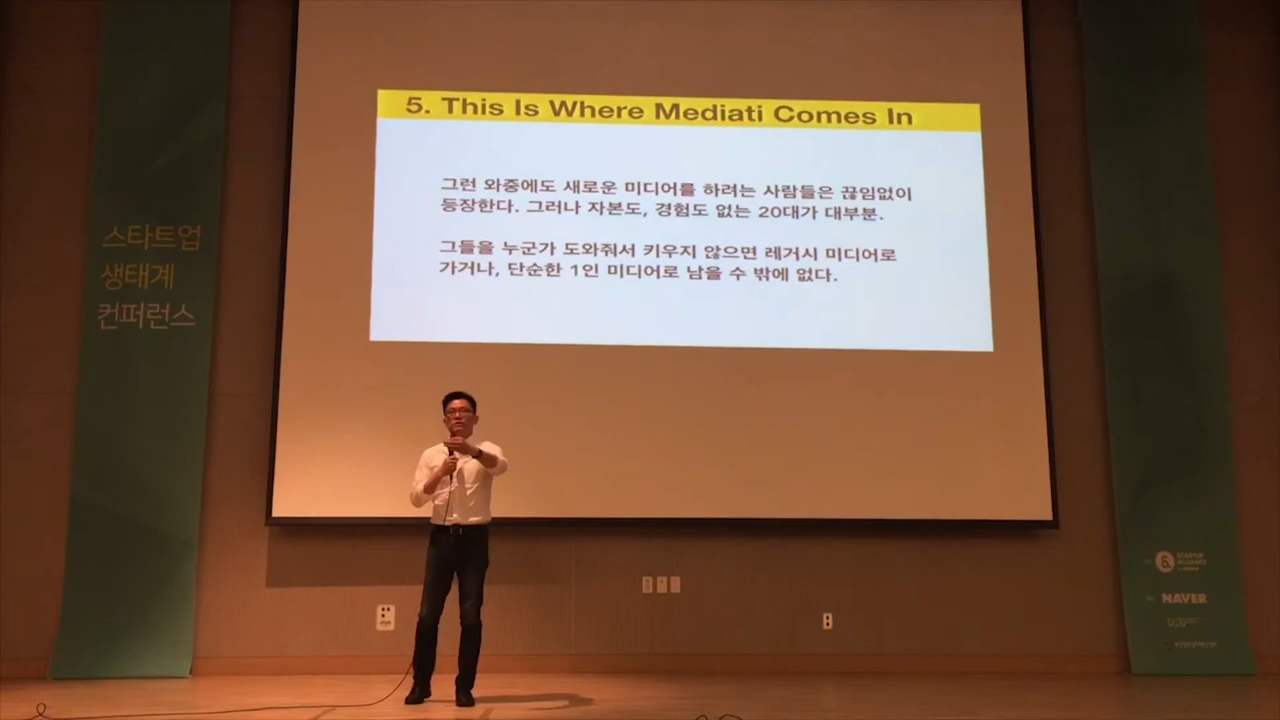 5. This Is Where Mediati Comes In
그런 와중에도 새로운 미디어를 하려는 사람들은 끊임없이
등장한다. 그러나 자본도, 경험도 없는 20대가 대부분.
그들을 누군가 도와줘서 키우지 않으면 레거시 미디어로
가거나, 단순한 1인 미디어로 남을 수 밖에 없다.
스타트업
생태계
컨퍼런스
STARTUP
ALLIANCE
NAVER